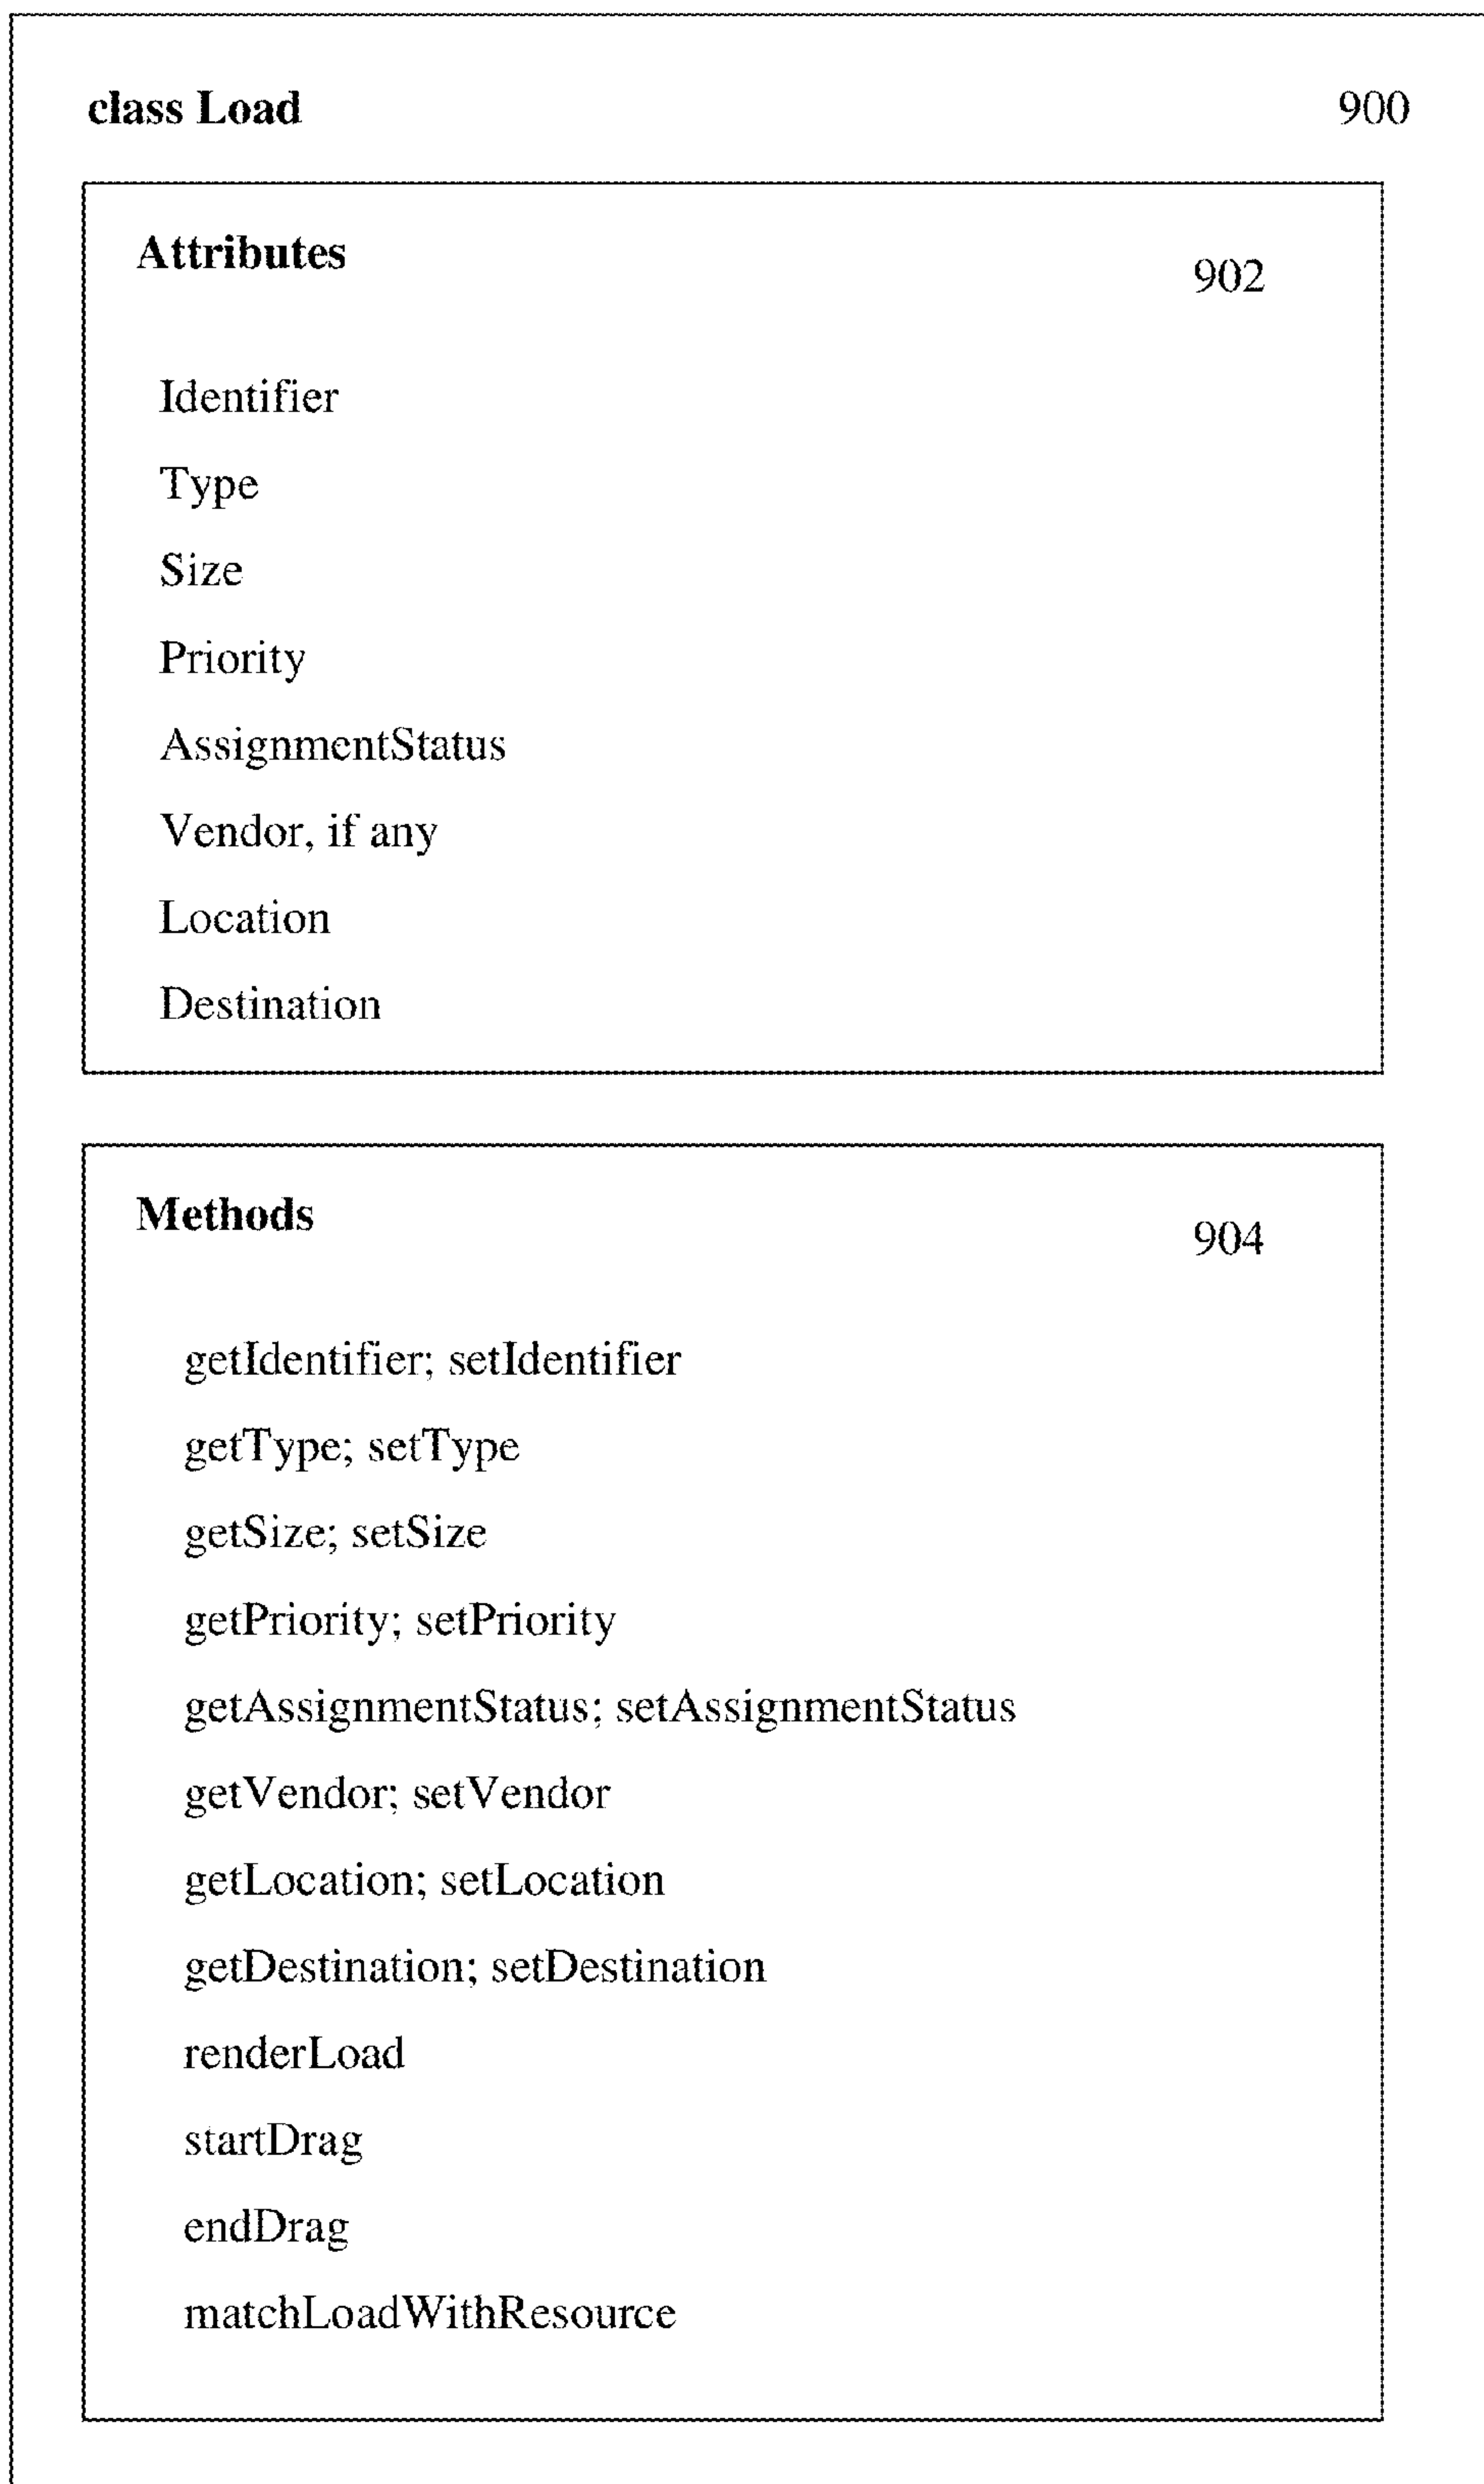 class Load 900
Attributes
902
Identifier
Type
Size
Priority
AssignmentStatus
Vendor, if any
Location
Destination
Methods
904
getIdentifier; setIdentifier
getType; setType
getSize; setSize
getPriority; setPriority
getAssignmentStatus; setAssignmentStatus
getVendor; setVendor
getLocation; setLocation
getDestination; setDestination
renderLoad
startDrag
endDrag
matchLoadWithResource